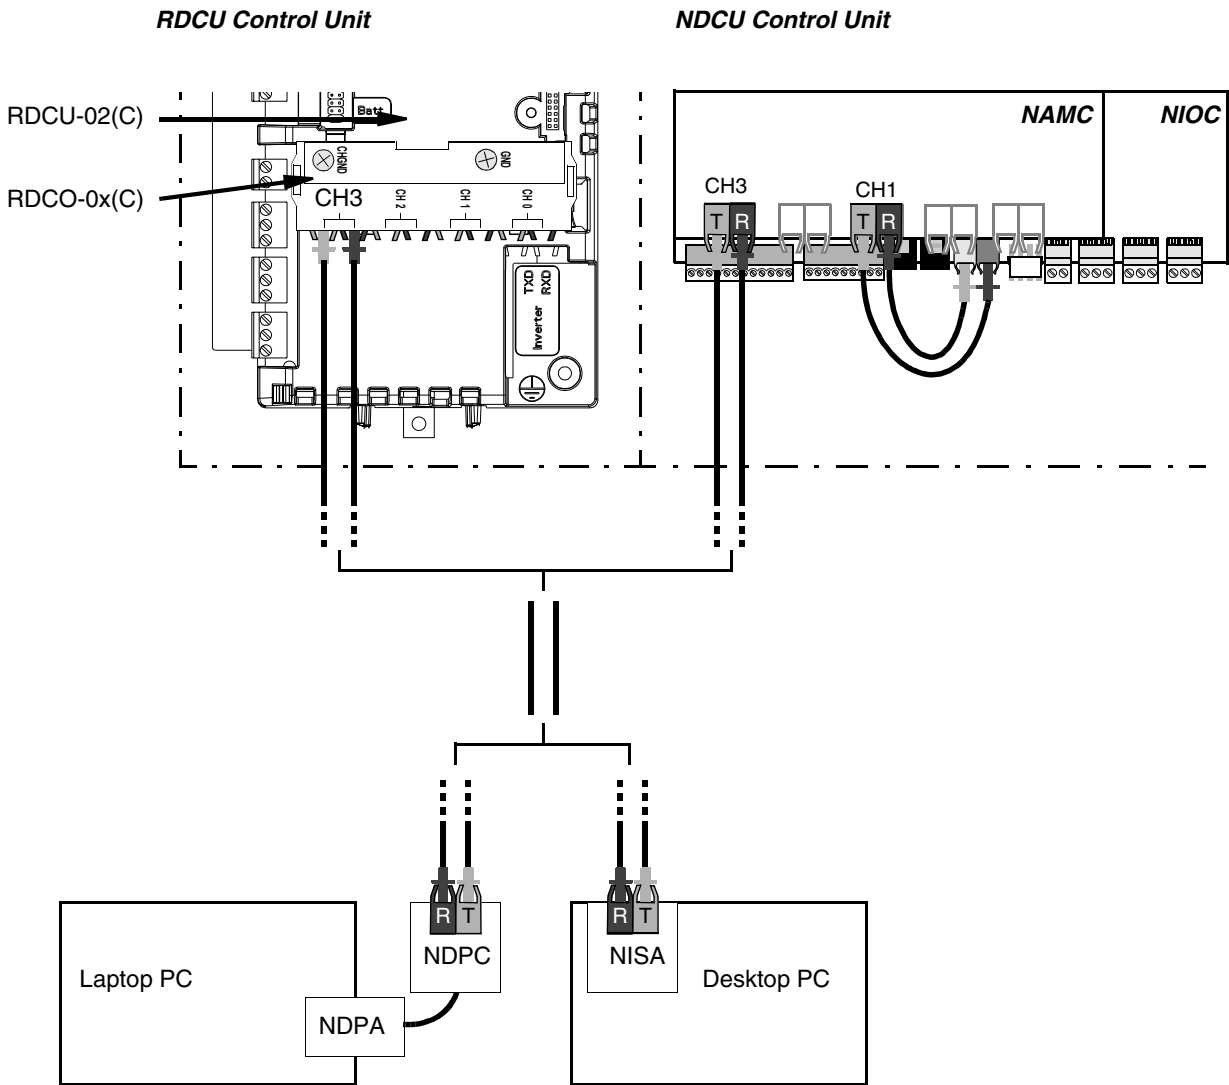 RDCU Control Unit
NDCU Control Unit
RDCU-02(C)
Batt
NAMC
NIOC
RDCO-0x(C)
CHGND
GND
CH3
CH 2
CH 1
CH 0
CH3
CH1
T
R
T
R
TXD
RXD
Inverter
R
T
R
T
NDPC
NISA
Laptop PC
Desktop PC
NDPA